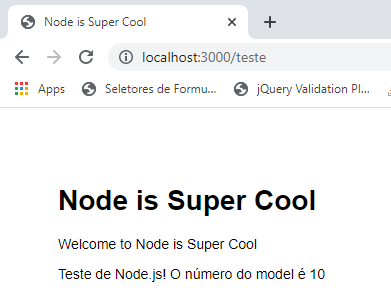 Node is Super Cool
localhost:3000/teste
Apps Seletores de Formu... jQuery Validation Pl...
Node is Super Cool
Welcome to Node is Super Cool
Teste de Node.js! O número do model é 10